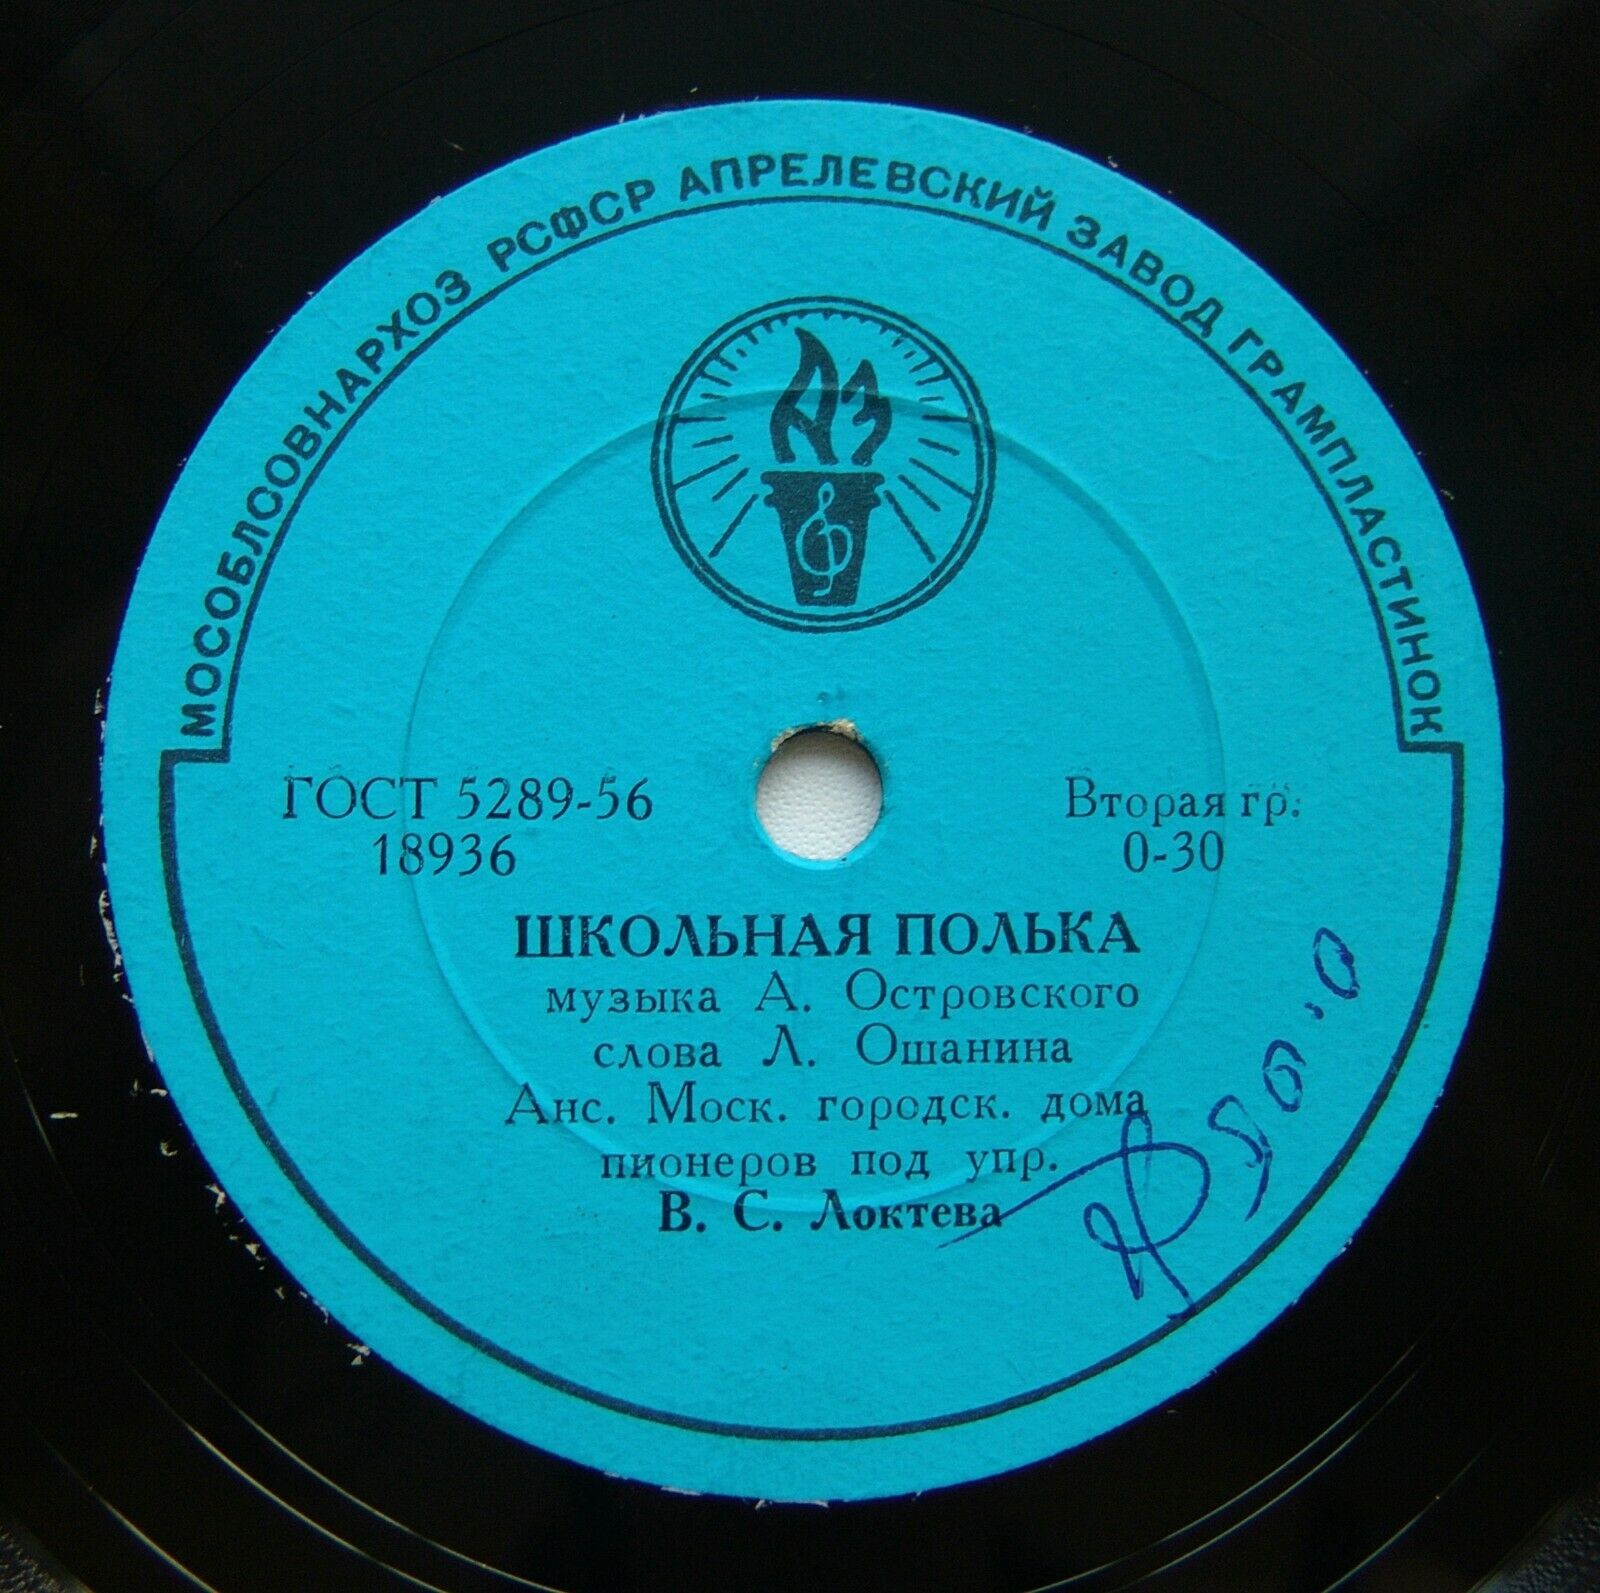 МОСОБЛСОВНАРХОЗ РСФСР АПРЕЛЕВСКИЙ ЗАВОД ГРАМПЛАСТИНОК
АЗ
ГОСТ 5289-56
18936
Вторая гр.
0-30
ШКОЛЬНАЯ ПОЛЬКА
музыка А. Островского
слова Л. Ошанина
Анс. Моск. городск. дома
пионеров под упр.
В. С. Локтева